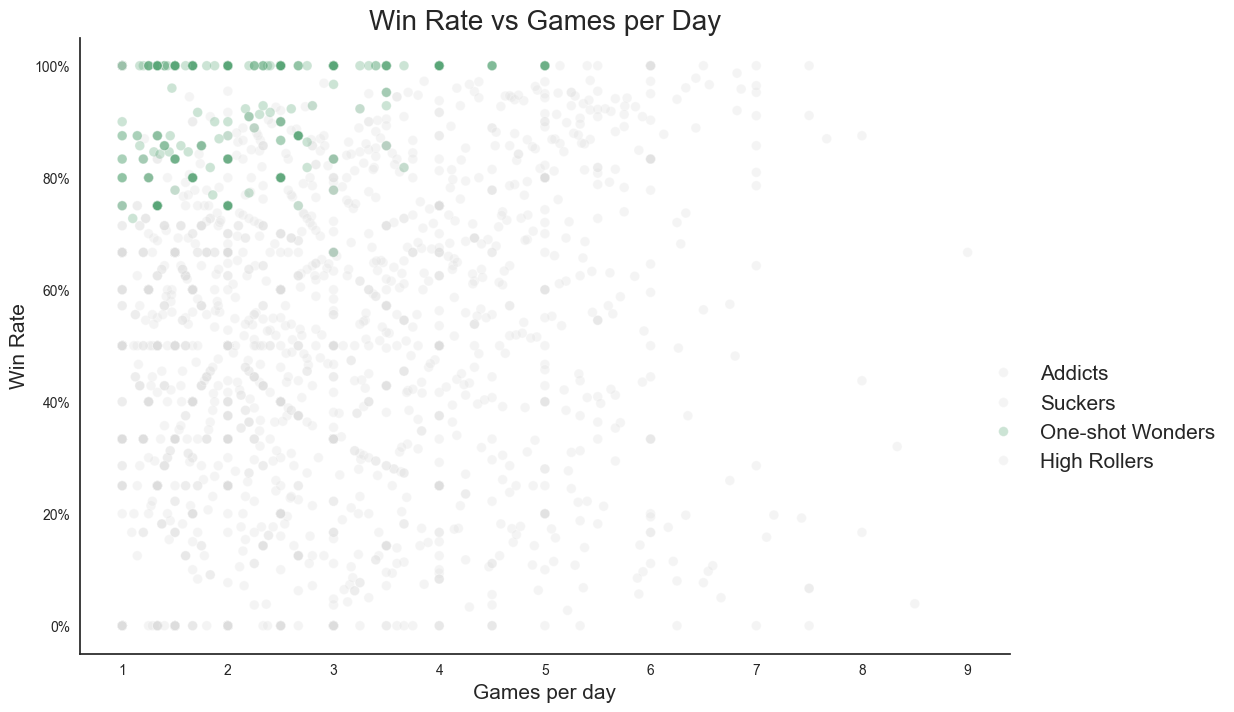 Win Rate vs Games per Day
Win Rate
100%
80%
60%
40%
20%
0%
1 2 3 4 5 6 7 8 9
Games per day
Addicts
Suckers
One-shot Wonders
High Rollers